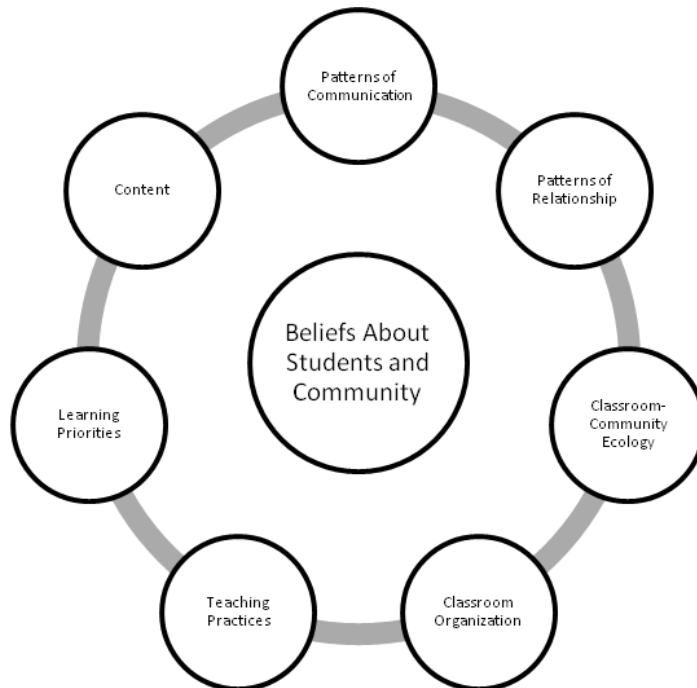 Patterns of
Communication
Patterns of
Relationship
Classroom-
Community
Ecology
Classroom
Organization
Teaching
Practices
Learning
Priorities
Content
Beliefs About
Students and
Community